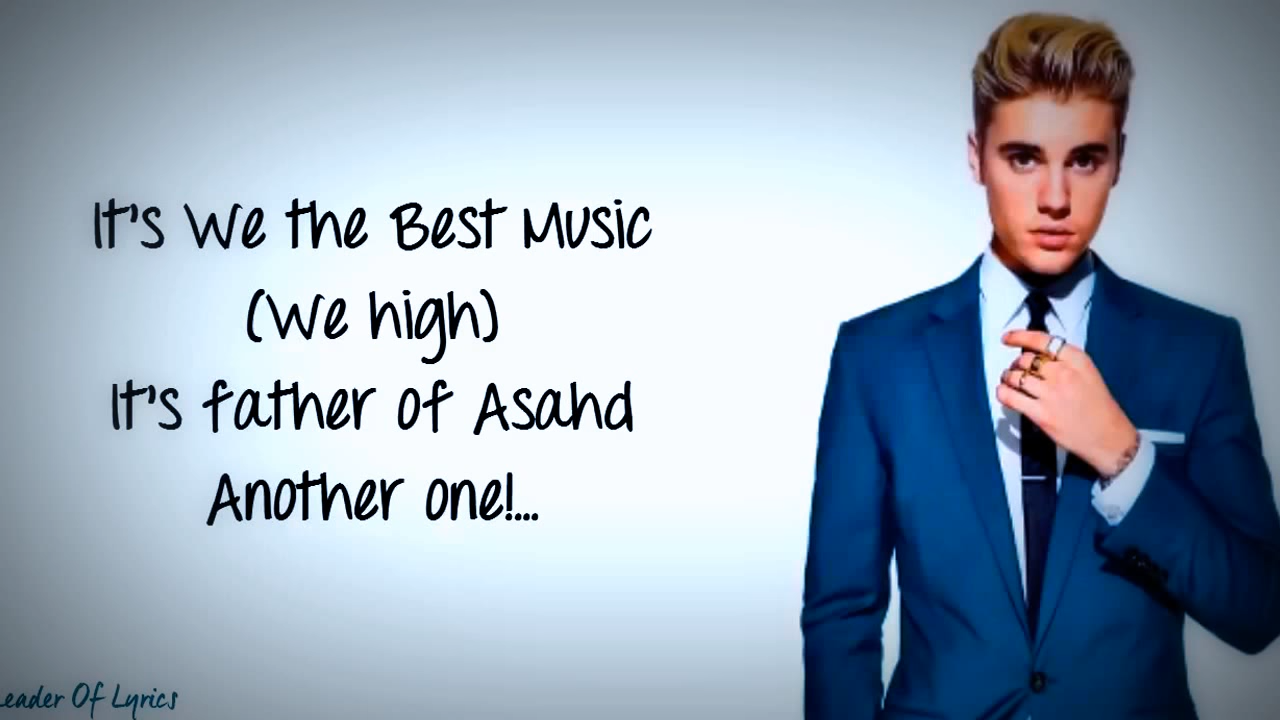 It's We the Best Music
(We high)
It's father of Asahd
Another one!...
eader Of Lyrics